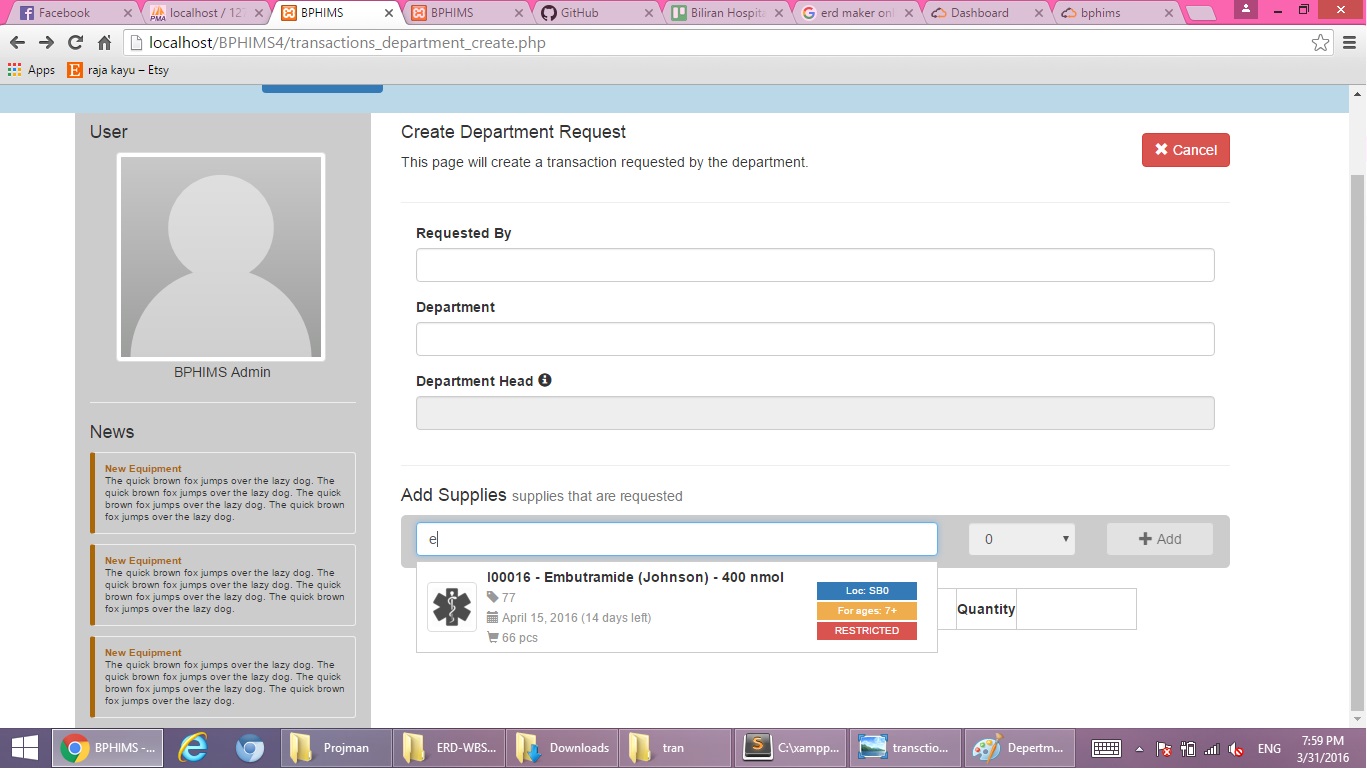 Facebook
localhost / 127
BPHIMS
BPHIMS
GitHub
Biliran Hospita
erd maker onl
Dashboard
bphims
localhost/BPHIMS4/transactions_department_create.php
Apps
raja kayu – Etsy
User
BPHIMS Admin
News
New Equipment
The quick brown fox jumps over the lazy dog. The
quick brown fox jumps over the lazy dog. The quick
brown fox jumps over the lazy dog. The quick brown
fox jumps over the lazy dog.
New Equipment
The quick brown fox jumps over the lazy dog. The
quick brown fox jumps over the lazy dog. The quick
brown fox jumps over the lazy dog. The quick brown
fox jumps over the lazy dog.
New Equipment
The quick brown fox jumps over the lazy dog. The
quick brown fox jumps over the lazy dog. The quick
brown fox jumps over the lazy dog. The quick brown
fox jumps over the lazy dog.
Create Department Request
This page will create a transaction requested by the department.
Cancel
Requested By
Department
Department Head
Add Supplies supplies that are requested
e
0
Add
I00016 - Embutramide (Johnson) - 400 nmol
77
April 15, 2016 (14 days left)
66 pcs
Loc: SB0
For ages: 7+
RESTRICTED
Quantity
BPHIMS -...
Projman
ERD-WBS...
Downloads
tran
C:\xampp...
transctio...
Depertm...
ENG
7:59 PM
3/31/2016